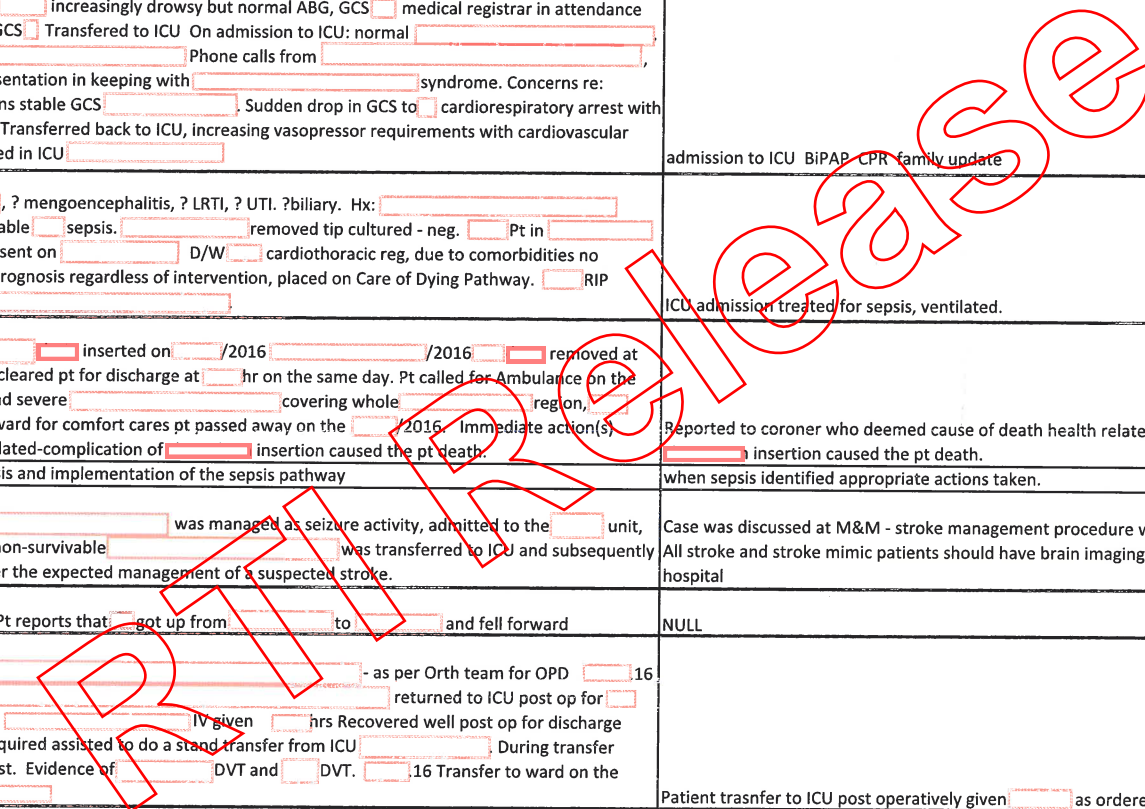 increasingly drowsy but normal ABG, GCS medical registrar in attendance
GCS Transfered to ICU On admission to ICU: normal
Phone calls from ,
sentation in keeping with syndrome. Concerns re:
ns stable GCS . Sudden drop in GCS to cardiorespiratory arrest with
Transferred back to ICU, increasing vasopressor requirements with cardiovascular
ed in ICU
admission to ICU BiPAP CPR family update
, ? mengoencephalitis, ? LRTI, ? UTI. ?biliary. Hx:
able sepsis. removed tip cultured - neg. Pt in
sent on D/W cardiothoracic reg, due to comorbidities no
rognosis regardless of intervention, placed on Care of Dying Pathway. RIP
ICU admission treated for sepsis, ventilated.
inserted on /2016 /2016 removed at
cleared pt for discharge at hr on the same day. Pt called for Ambulance on the
d severe covering whole region,
ward for comfort cares pt passed away on the /2016. Immediate action(s)
lated-complication of insertion caused the pt death.
Reported to coroner who deemed cause of death health relate
insertion caused the pt death.
sis and implementation of the sepsis pathway
when sepsis identified appropriate actions taken.
was managed as seizure activity, admitted to the unit,
non-survivable was transferred to ICU and subsequently
r the expected management of a suspected stroke.
Case was discussed at M&M - stroke management procedure w
All stroke and stroke mimic patients should have brain imaging
hospital
Pt reports that got up from to and fell forward
NULL
- as per Orth team for OPD .16
returned to ICU post op for
IV given hrs Recovered well post op for discharge
quired assisted to do a stand transfer from ICU . During transfer
st. Evidence of DVT and DVT. .16 Transfer to ward on the
Patient trasnfer to ICU post operatively given as ordere
RTI Release